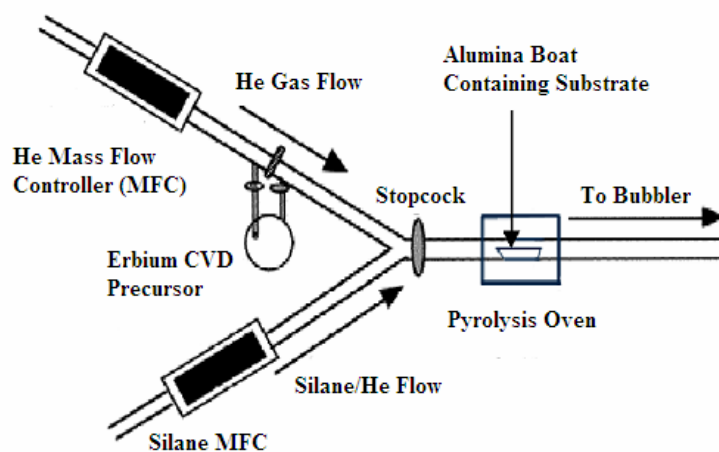 He Gas Flow
Alumina Boat
Containing Substrate
He Mass Flow
Controller (MFC)
Stopcock
To Bubbler
Erbium CVD
Precursor
Pyrolysis Oven
Silane/He Flow
Silane MFC